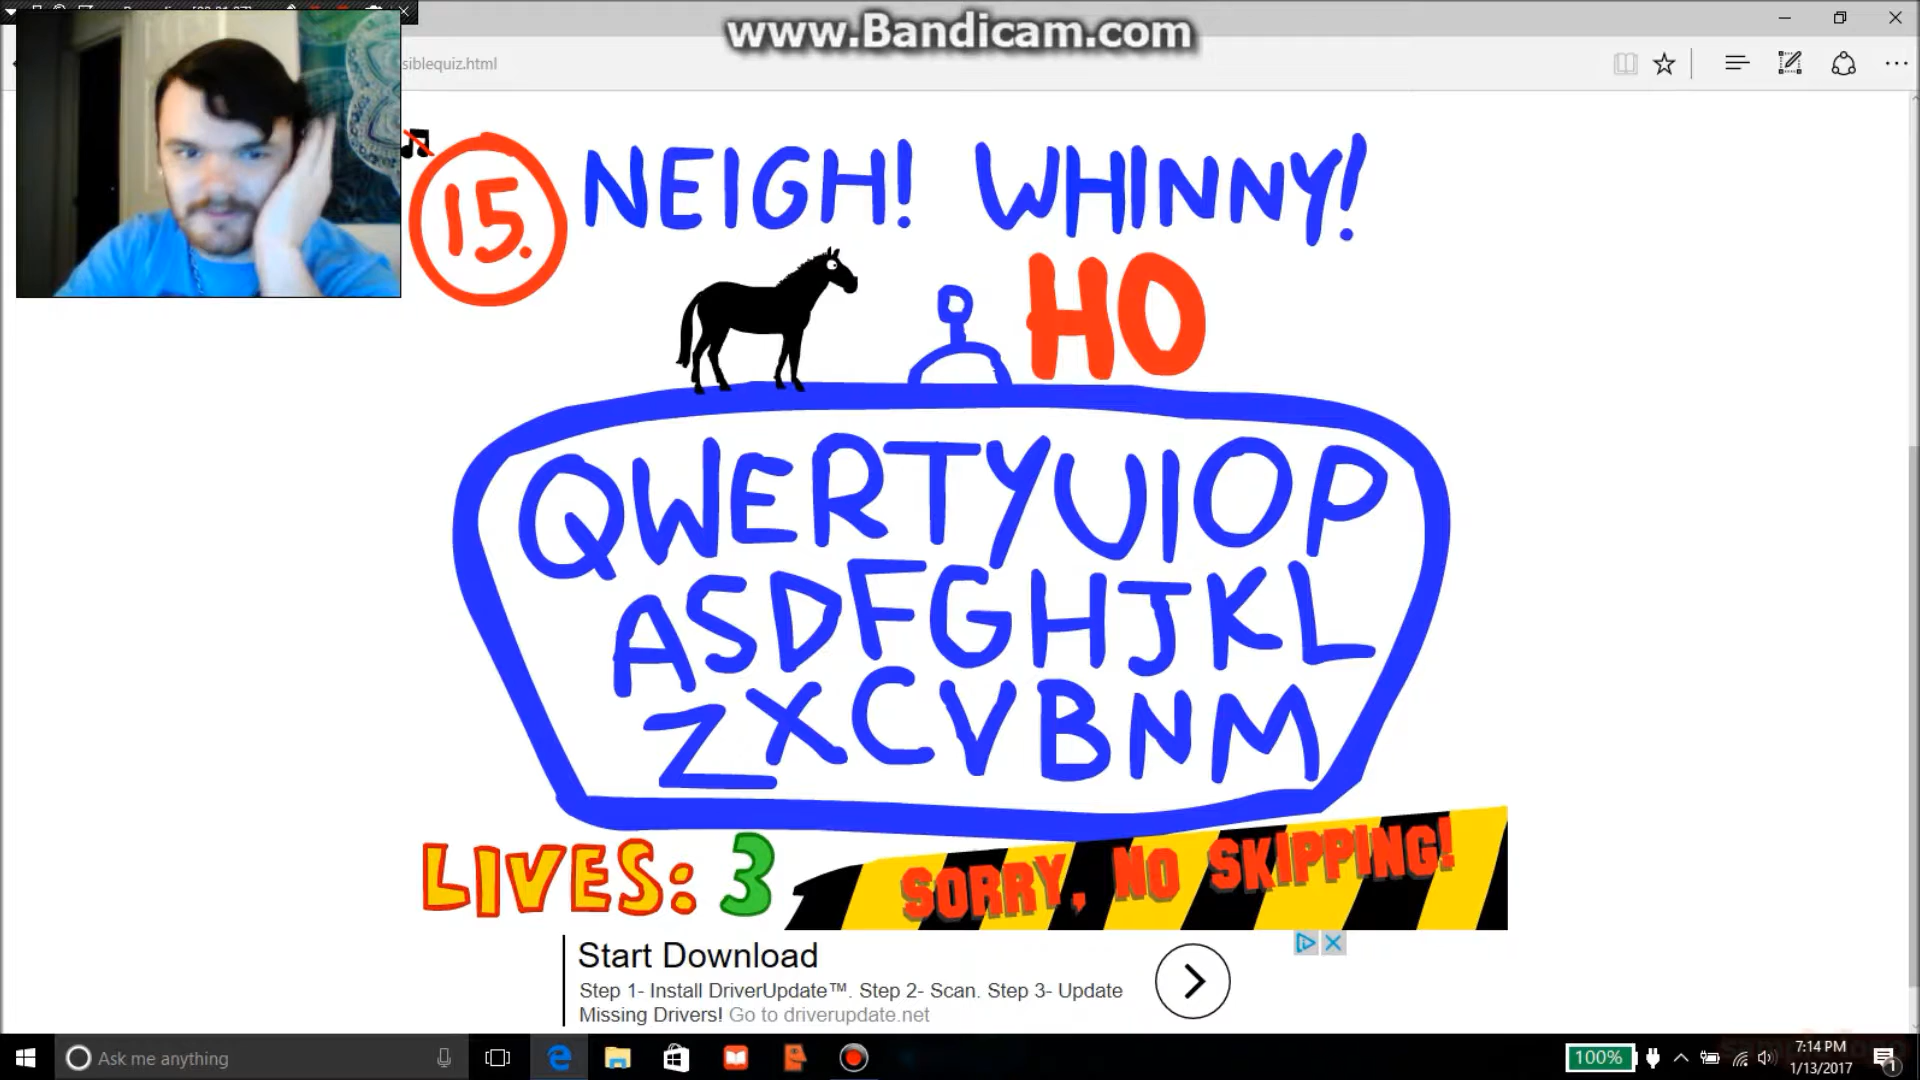 www.Bandicam.com
siblequiz.html
15. NEIGH! WHINNY!
HO
QWERTYUIOP
ASDFGHJKL
ZXCVBNM
LIVES: 3
SORRY, NO SKIPPING!
Start Download
Step 1- Install DriverUpdate™. Step 2- Scan. Step 3- Update
Missing Drivers! Go to driverupdate.net
Ask me anything
100%
7:14 PM
1/13/2017
1